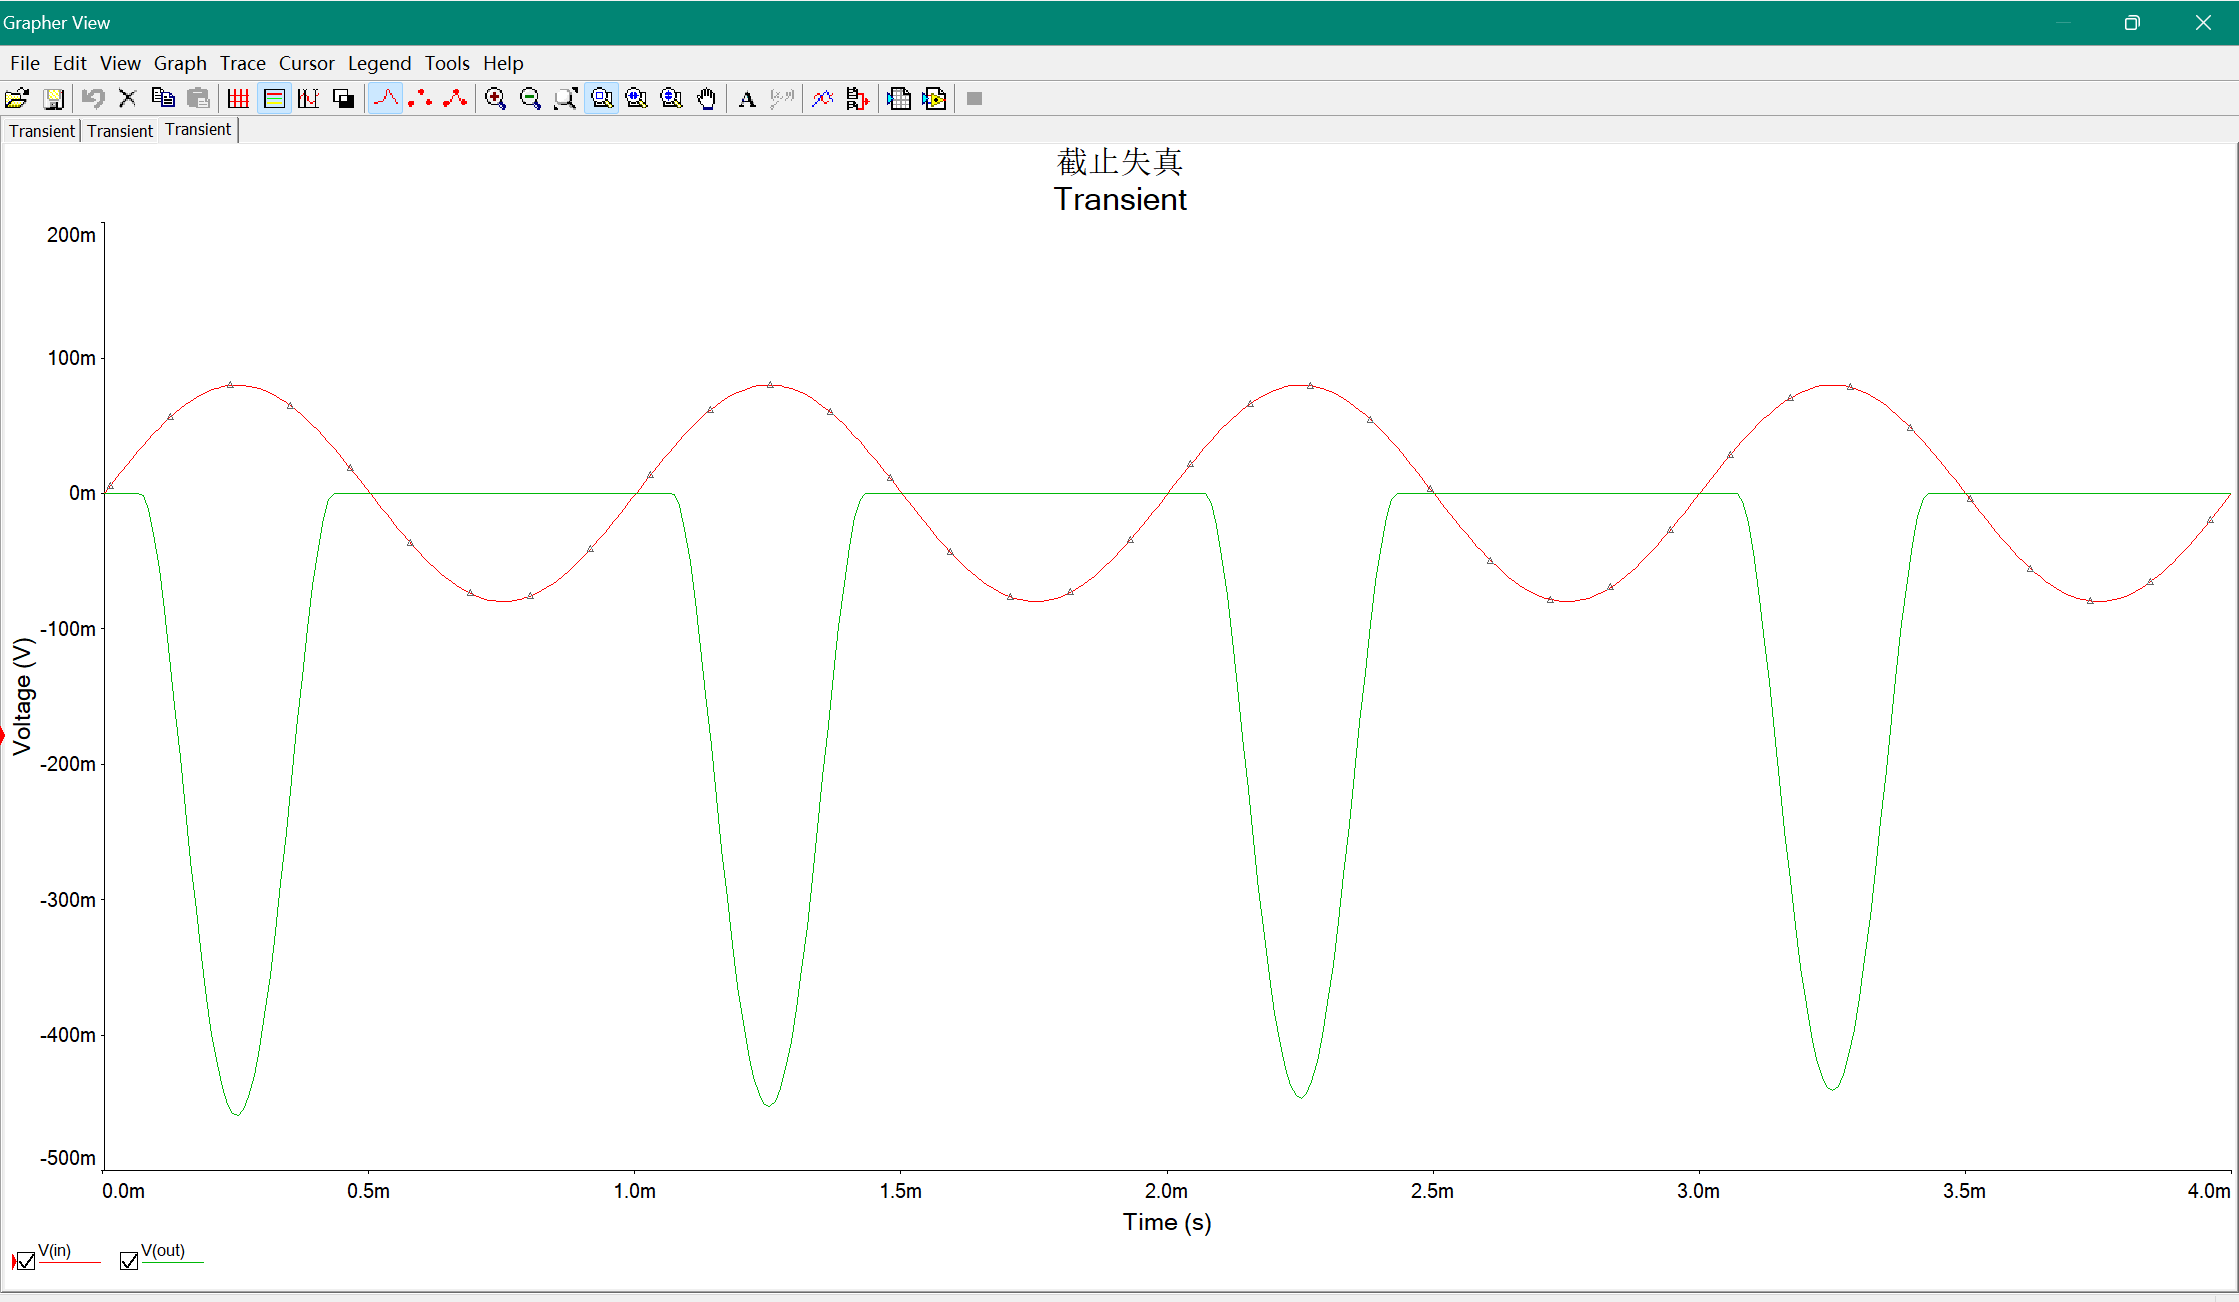 Grapher View
File Edit View Graph Trace Cursor Legend Tools Help
A
Transient Transient Transient
截止失真
Transient
200m
100m
0m
-100m
-200m
-300m
-400m
-500m
Voltage (V)
0.0m 0.5m 1.0m 1.5m 2.0m 2.5m 3.0m 3.5m 4.0m
Time (s)
V(in) V(out)